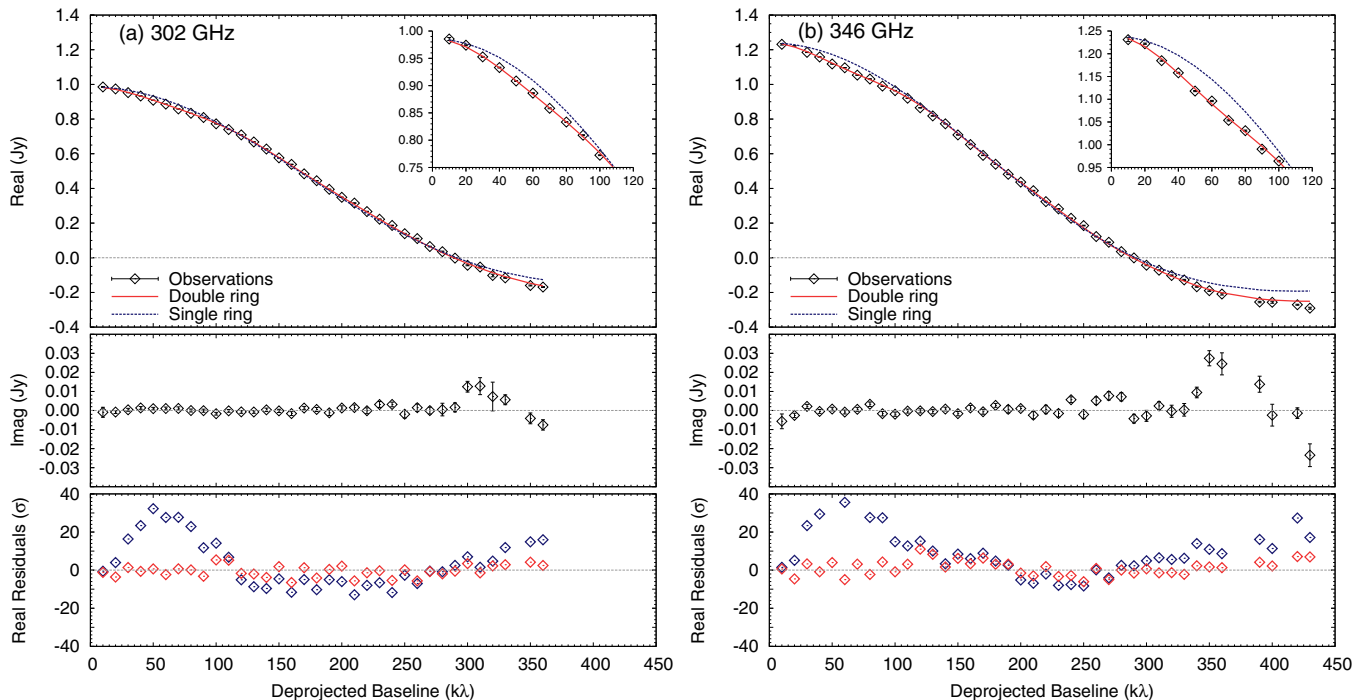 (a) 302 GHz
Real (Jy)
1.4
1.2
1.0
0.8
0.6
0.4
0.2
0.0
-0.2
-0.4
1.00
0.95
0.90
0.85
0.80
0.75
0 20 40 60 80 100 120
Observations
Double ring
Single ring
Imag (Jy)
0.03
0.02
0.01
0.00
-0.01
-0.02
-0.03
Real Residuals (σ)
40
20
0
-20
-40
0 50 100 150 200 250 300 350 400 450
Deprojected Baseline (kλ)
(b) 346 GHz
Real (Jy)
1.4
1.2
1.0
0.8
0.6
0.4
0.2
0.0
-0.2
-0.4
1.25
1.20
1.15
1.10
1.05
1.00
0.95
0 20 40 60 80 100 120
Observations
Double ring
Single ring
Imag (Jy)
0.03
0.02
0.01
0.00
-0.01
-0.02
-0.03
Real Residuals (σ)
40
20
0
-20
-40
0 50 100 150 200 250 300 350 400 450
Deprojected Baseline (kλ)